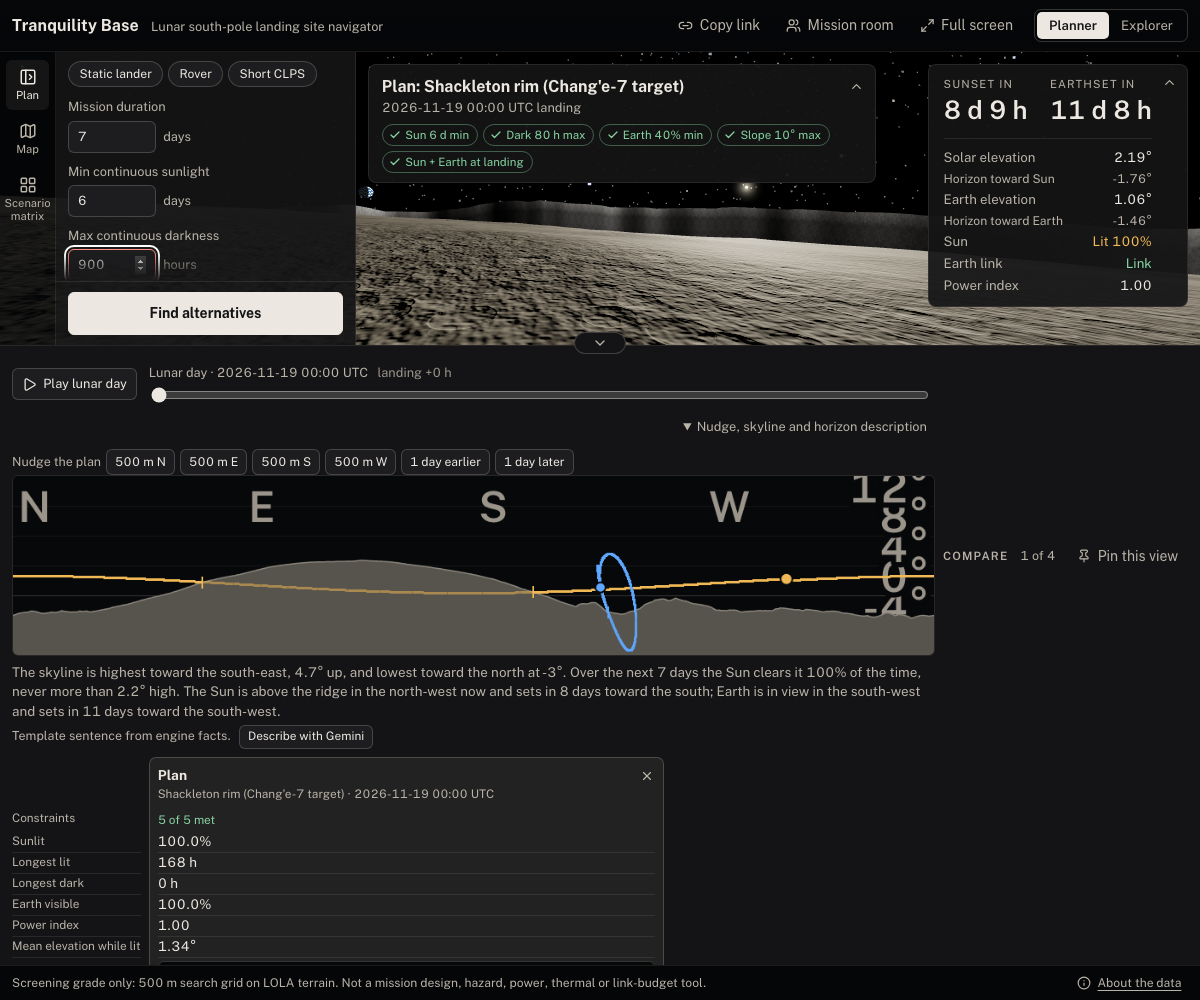 Tranquility Base
Lunar south-pole landing site navigator
Copy link
Mission room
Full screen
Planner
Explorer
Plan
Map
Scenario
matrix
Static lander
Rover
Short CLPS
Mission duration
7
days
Min continuous sunlight
6
days
Max continuous darkness
900
hours
Find alternatives
Plan: Shackleton rim (Chang'e-7 target)
2026-11-19 00:00 UTC landing
Sun 6 d min
Dark 80 h max
Earth 40% min
Slope 10° max
Sun + Earth at landing
SUNSET IN
8 d 9 h
EARTHSET IN
11 d 8 h
Solar elevation 2.19°
Horizon toward Sun -1.76°
Earth elevation 1.06°
Horizon toward Earth -1.46°
Sun Lit 100%
Earth link Link
Power index 1.00
Play lunar day
Lunar day · 2026-11-19 00:00 UTC landing +0 h
▼ Nudge, skyline and horizon description
Nudge the plan
500 m N
500 m E
500 m S
500 m W
1 day earlier
1 day later
N
E
S
W
12°
8°
4°
0°
-4°
COMPARE 1 of 4
Pin this view
The skyline is highest toward the south-east, 4.7° up, and lowest toward the north at -3°. Over the next 7 days the Sun clears it 100% of the time,
never more than 2.2° high. The Sun is above the ridge in the north-west now and sets in 8 days toward the south; Earth is in view in the south-west
and sets in 11 days toward the south-west.
Template sentence from engine facts.
Describe with Gemini
Plan
Shackleton rim (Chang'e-7 target) · 2026-11-19 00:00 UTC
Constraints 5 of 5 met
Sunlit 100.0%
Longest lit 168 h
Longest dark 0 h
Earth visible 100.0%
Power index 1.00
Mean elevation while lit 1.34°
Screening grade only: 500 m search grid on LOLA terrain. Not a mission design, hazard, power, thermal or link-budget tool.
About the data